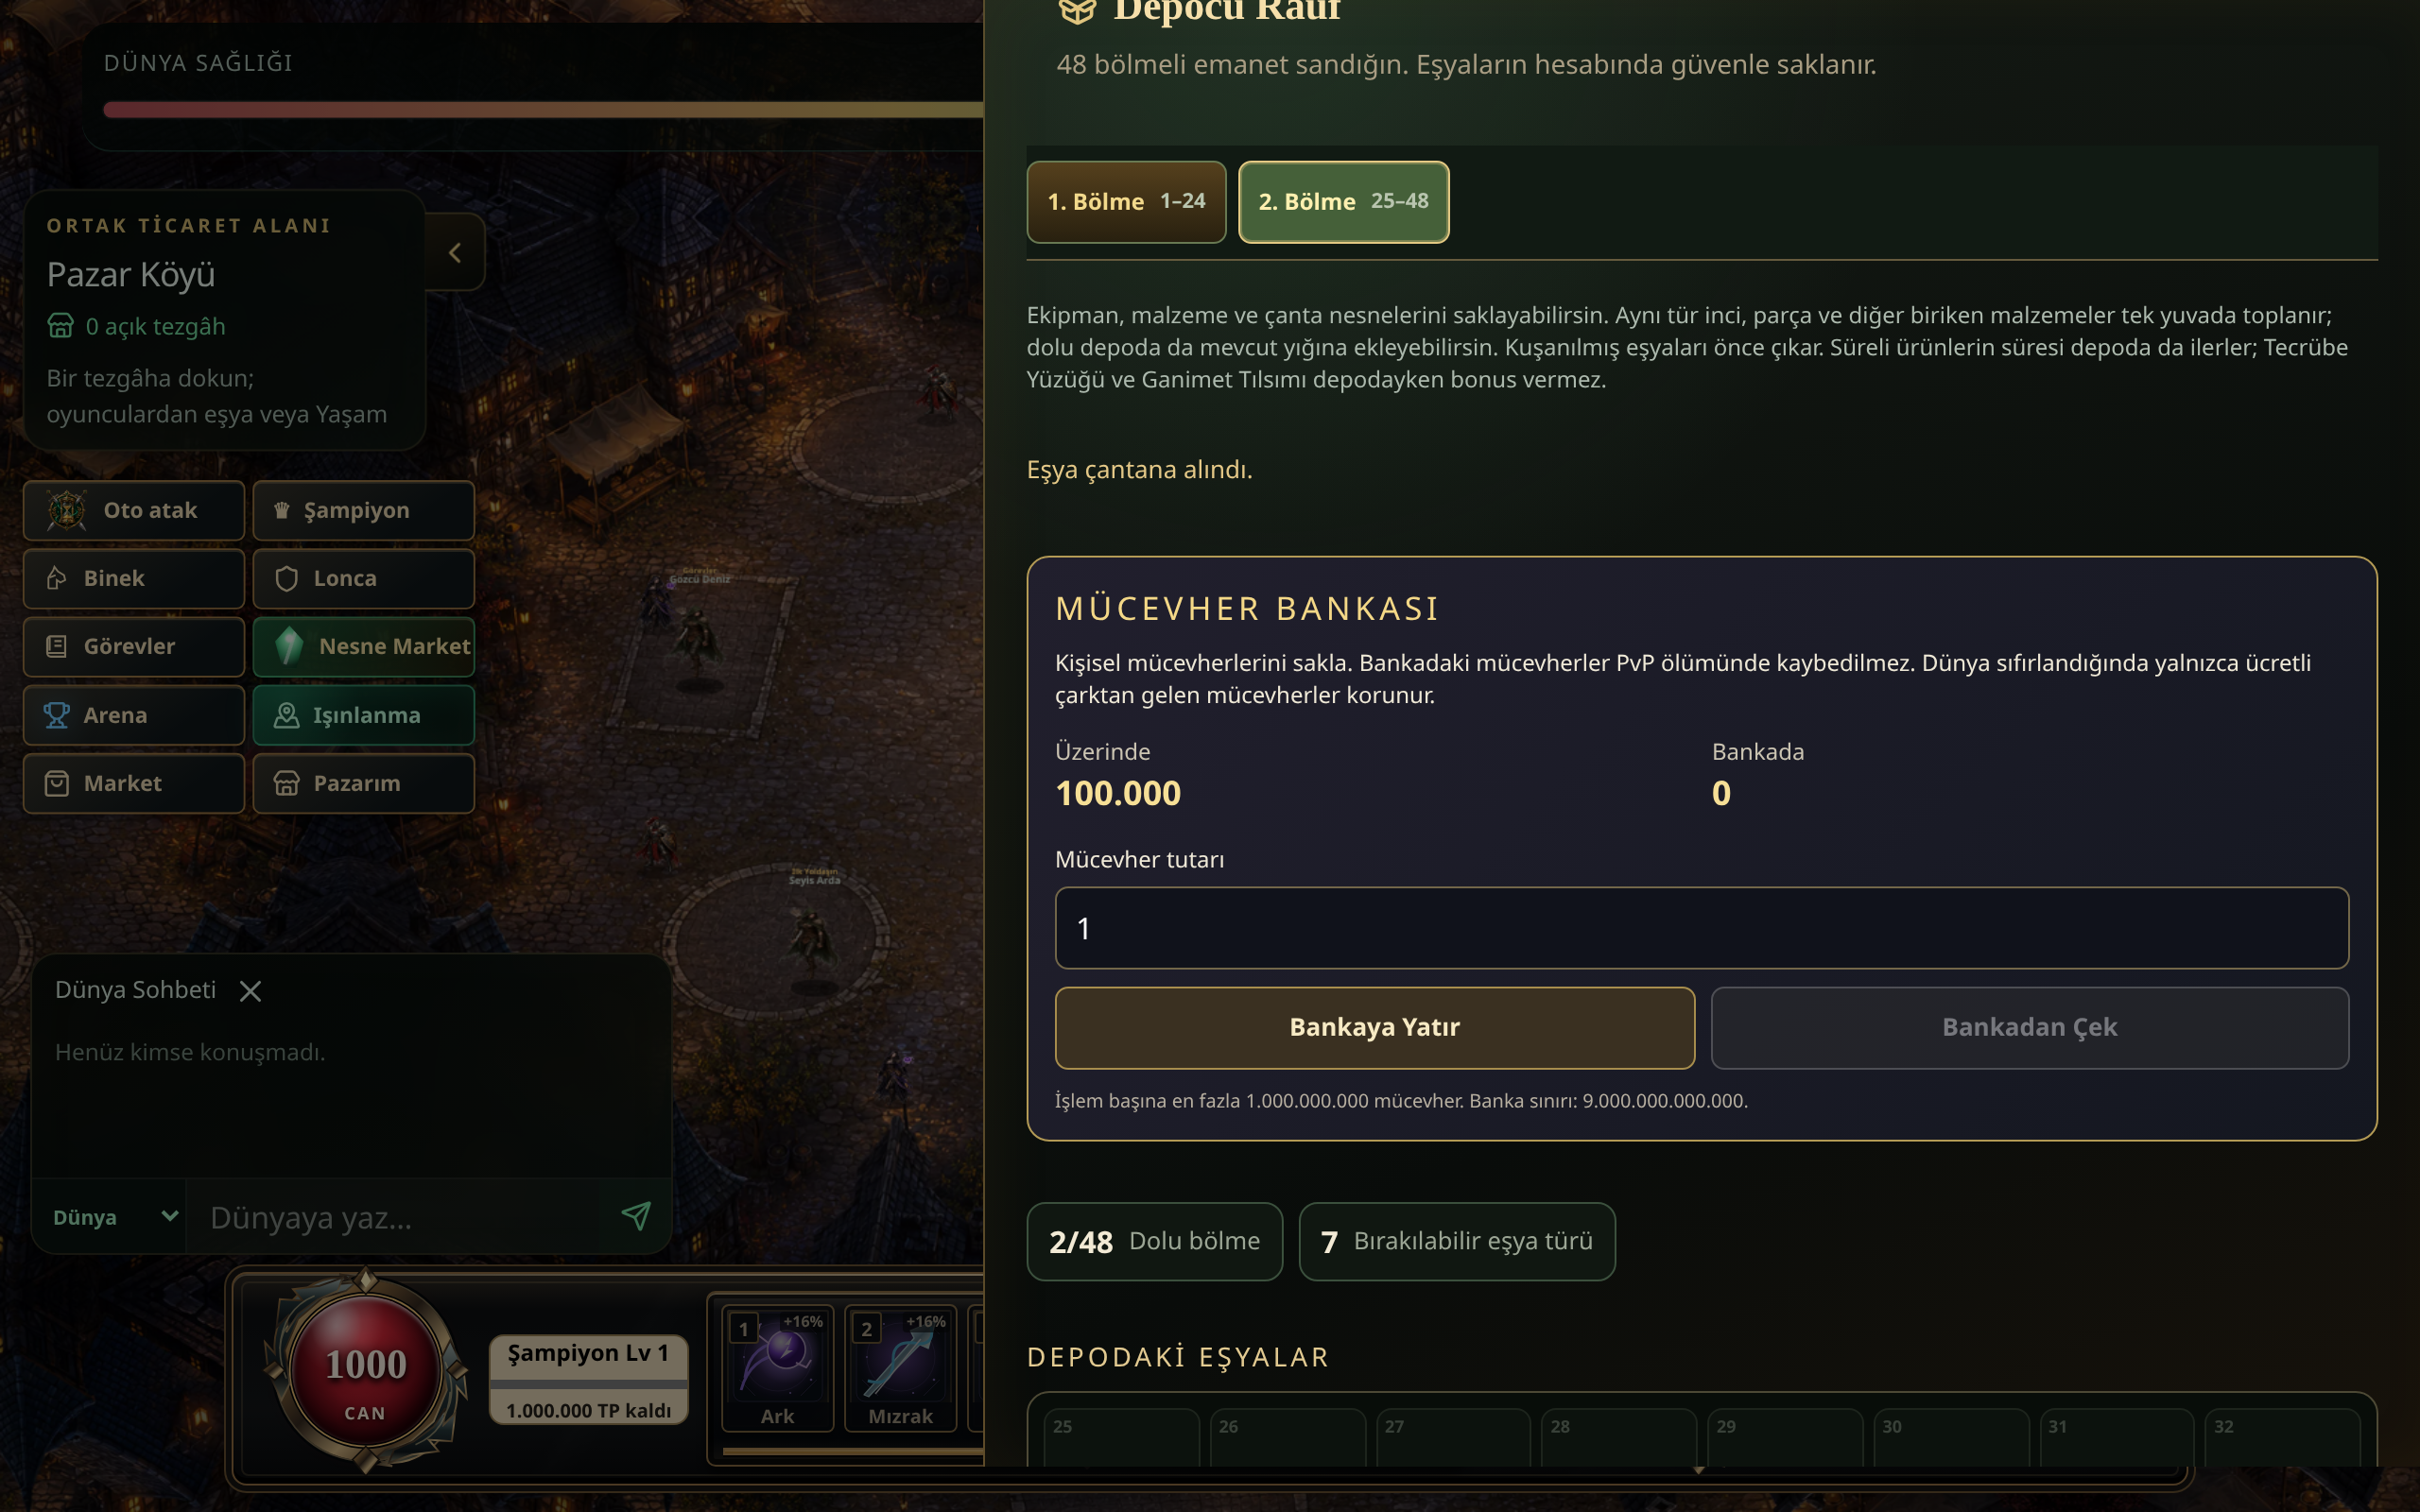 DÜNYA SAĞLIĞI
ORTAK TİCARET ALANI
Pazar Köyü
0 açık tezgâh
Bir tezgâha dokun;
oyunculardan eşya veya Yaşam
Oto atak
Şampiyon
Binek
Lonca
Görevler
Nesne Market
Arena
Işınlanma
Market
Pazarım
Görevler
Gözcü Deniz
Seyis Arda
Dünya Sohbeti
Henüz kimse konuşmadı.
Dünya
Dünyaya yaz...
1000
CAN
Şampiyon Lv 1
1.000.000 TP kaldı
1 +16%
Ark
2 +16%
Mızrak
Depocu Rauf
48 bölmeli emanet sandığın. Eşyaların hesabında güvenle saklanır.
1. Bölme 1–24
2. Bölme 25–48
Ekipman, malzeme ve çanta nesnelerini saklayabilirsin. Aynı tür inci, parça ve diğer biriken malzemeler tek yuvada toplanır;
dolu depoda da mevcut yığına ekleyebilirsin. Kuşanılmış eşyaları önce çıkar. Süreli ürünlerin süresi depoda da ilerler; Tecrübe
Yüzüğü ve Ganimet Tılsımı depodayken bonus vermez.
Eşya çantana alındı.
MÜCEVHER BANKASI
Kişisel mücevherlerini sakla. Bankadaki mücevherler PvP ölümünde kaybedilmez. Dünya sıfırlandığında yalnızca ücretli
çarktan gelen mücevherler korunur.
Üzerinde
100.000
Bankada
0
Mücevher tutarı
1
Bankaya Yatır
Bankadan Çek
İşlem başına en fazla 1.000.000.000 mücevher. Banka sınırı: 9.000.000.000.000.
2/48 Dolu bölme
7 Bırakılabilir eşya türü
DEPODAKİ EŞYALAR
25 26 27 28 29 30 31 32